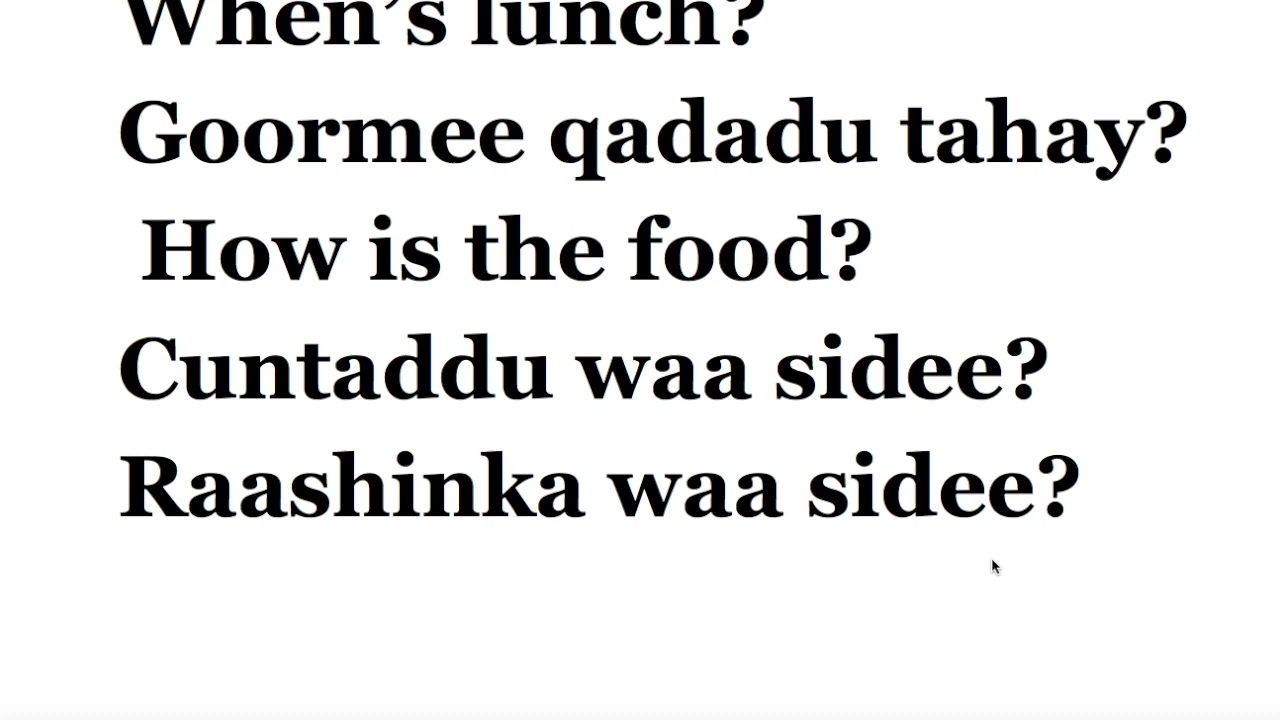 When’s lunch?
Goormee qadadu tahay?
How is the food?
Cuntaddu waa sidee?
Raashinka waa sidee?